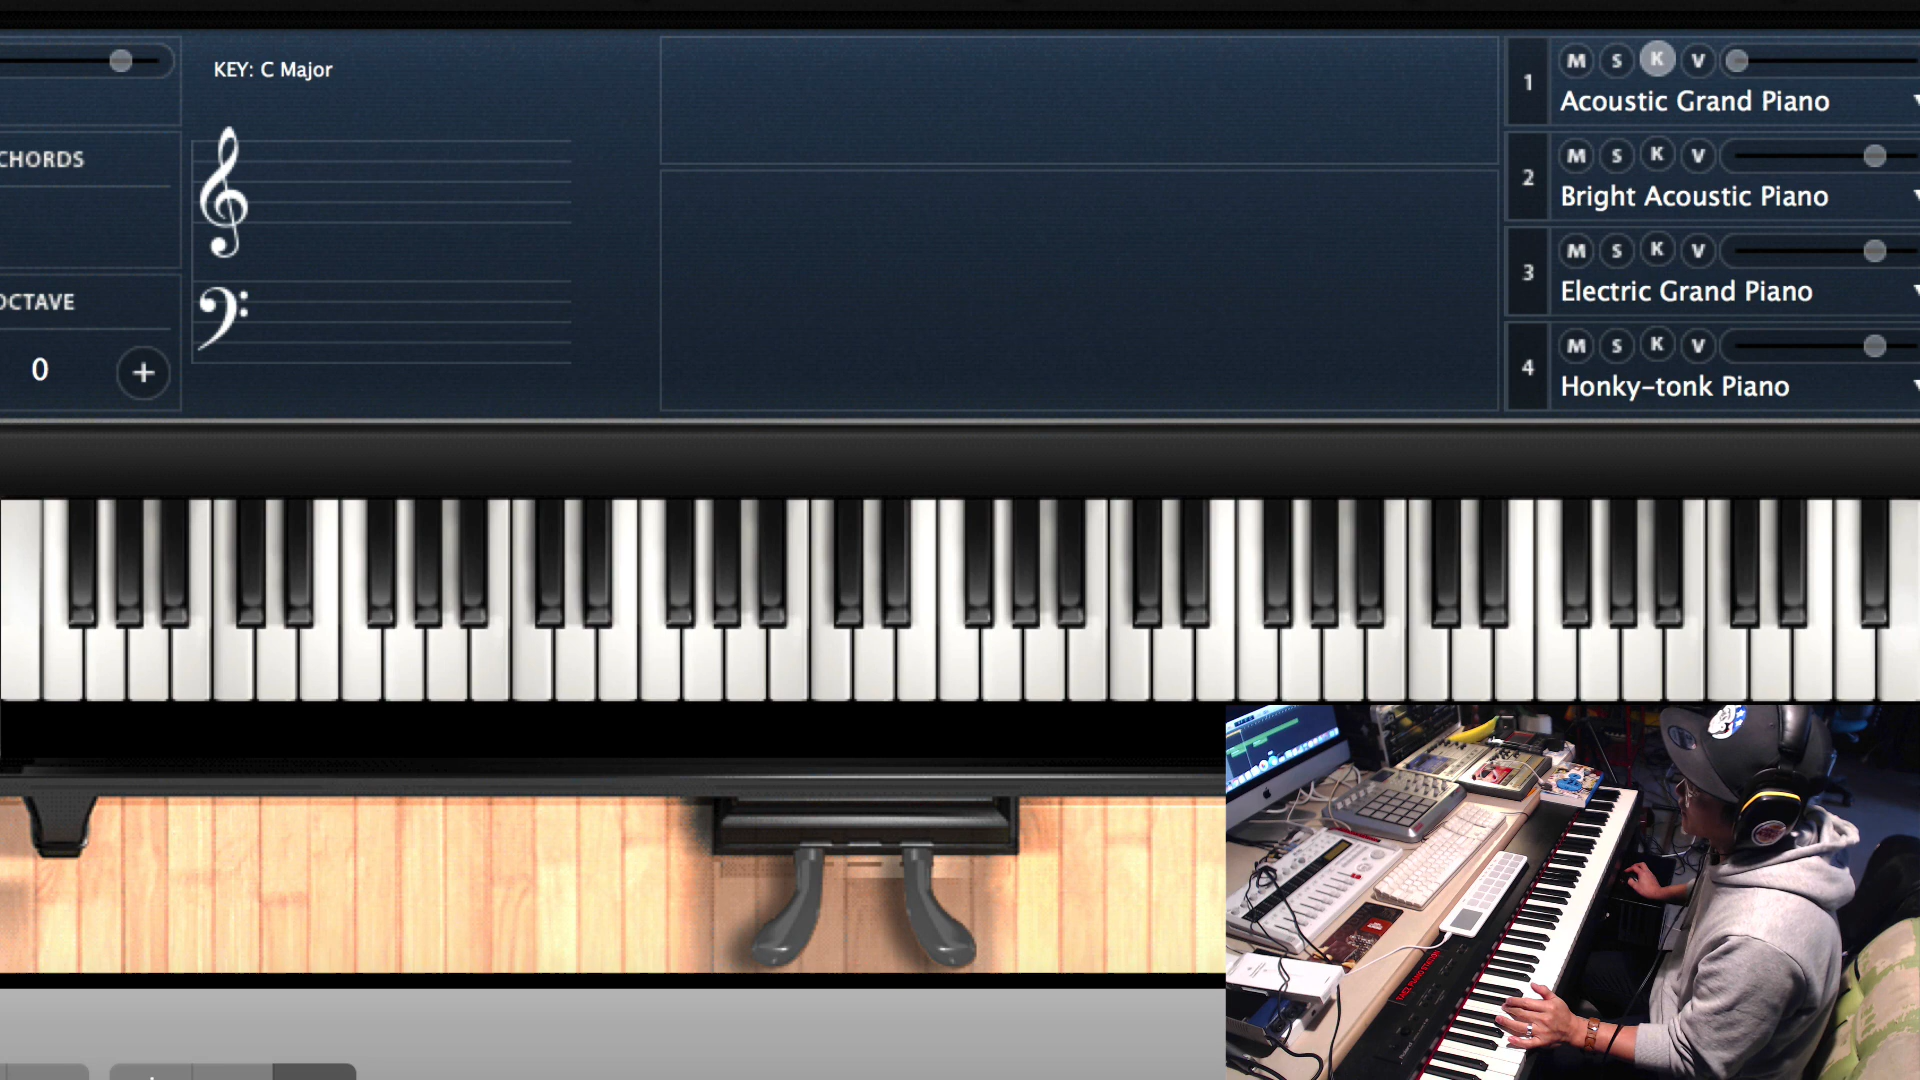 KEY: C Major
CHORDS
OCTAVE
0
+
1
M S K V
Acoustic Grand Piano
2
M S K V
Bright Acoustic Piano
3
M S K V
Electric Grand Piano
4
M S K V
Honky-tonk Piano